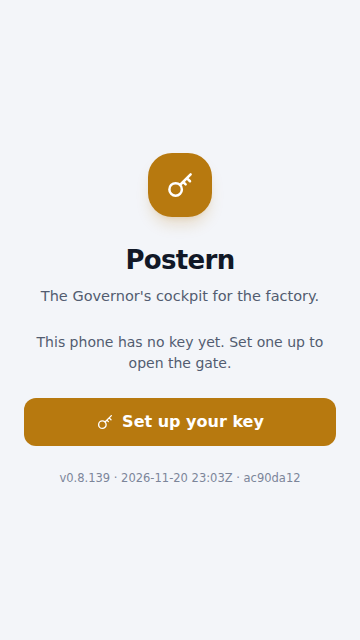 Postern
The Governor's cockpit for the factory.
This phone has no key yet. Set one up to
open the gate.
Set up your key
v0.8.139 · 2026-11-20 23:03Z · ac90da12